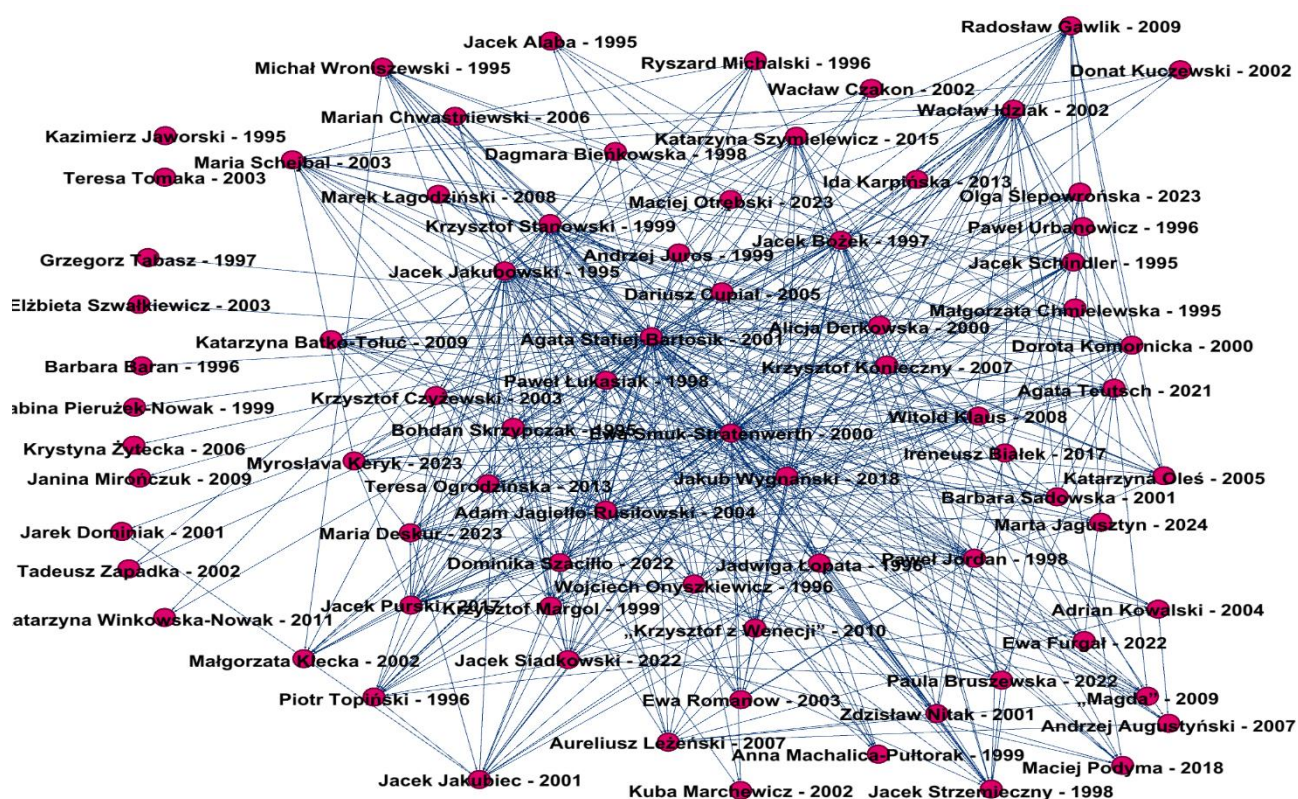 Radosław Gawlik - 2009
Jacek Alaba - 1995
Michał Wroniszewski - 1995
Ryszard Michalski - 1996
Donat Kuczewski - 2002
Wacław Czakon - 2002
Wacław Idziak - 2002
Marian Chwastniewski - 2006
Kazimierz Jaworski - 1995
Katarzyna Szymielewicz - 2015
Dagmara Bieńkowska - 1998
Maria Schejbal - 2003
Teresa Tomaka - 2003
Ida Karpińska - 2013
Marek Łagodziński - 2008
Maciej Otrębski - 2023
Olga Ślepowrońska - 2023
Krzysztof Stanowski - 1999
Paweł Urbanowicz - 1996
Jacek Bożek - 1997
Andrzej Juros - 1999
Grzegorz Tabasz - 1997
Jacek Schindler - 1995
Jacek Jakubowski - 1995
Dariusz Cupiał - 2005
Elżbieta Szwałkiewicz - 2003
Małgorzata Chmielewska - 1995
Alicja Derkowska - 2000
Agata Stafiej-Bartosik - 2001
Katarzyna Batko-Tołuć - 2009
Dorota Komornicka - 2000
Barbara Baran - 1996
Krzysztof Konieczny - 2007
Paweł Łukasiak - 1998
Agata Teutsch - 2021
Krzysztof Czyżewski - 2003
abina Pierużek-Nowak - 1999
Witold Klaus - 2008
Bohdan Skrzypczak - 1995
Ewa Smuk-Stratenwerth - 2000
Krystyna Żytecka - 2006
Ireneusz Białek - 2017
Myroslava Keryk - 2023
Janina Mirończuk - 2009
Jakub Wygnański - 2018
Katarzyna Oleś - 2005
Teresa Ogrodzińska - 2013
Barbara Sadowska - 2001
Adam Jagiełło-Rusiłowski - 2004
Marta Jagusztyn - 2024
Jarek Dominiak - 2001
Maria Deskur - 2023
Paweł Jordan - 1998
Dominika Szaciłło - 2022
Jadwiga Łopata - 1996
Tadeusz Zapadka - 2002
Wojciech Onyszkiewicz - 1996
Jacek Purski - 2017
Krzysztof Margol - 1999
Adrian Kowalski - 2004
atarzyna Winkowska-Nowak - 2011
„Krzysztof z Wenecji” - 2010
Ewa Furgał - 2022
Małgorzata Klecka - 2002
Jacek Siadkowski - 2022
Paula Bruszewska - 2022
Piotr Topiński - 1996
Ewa Romanow - 2003
„Magda” - 2009
Zdzisław Nitak - 2001
Andrzej Augustyński - 2007
Aureliusz Leżeński - 2007
Anna Machalica-Pułtorak - 1999
Maciej Podyma - 2018
Jacek Jakubiec - 2001
Kuba Marchewicz - 2002
Jacek Strzemieczny - 1998